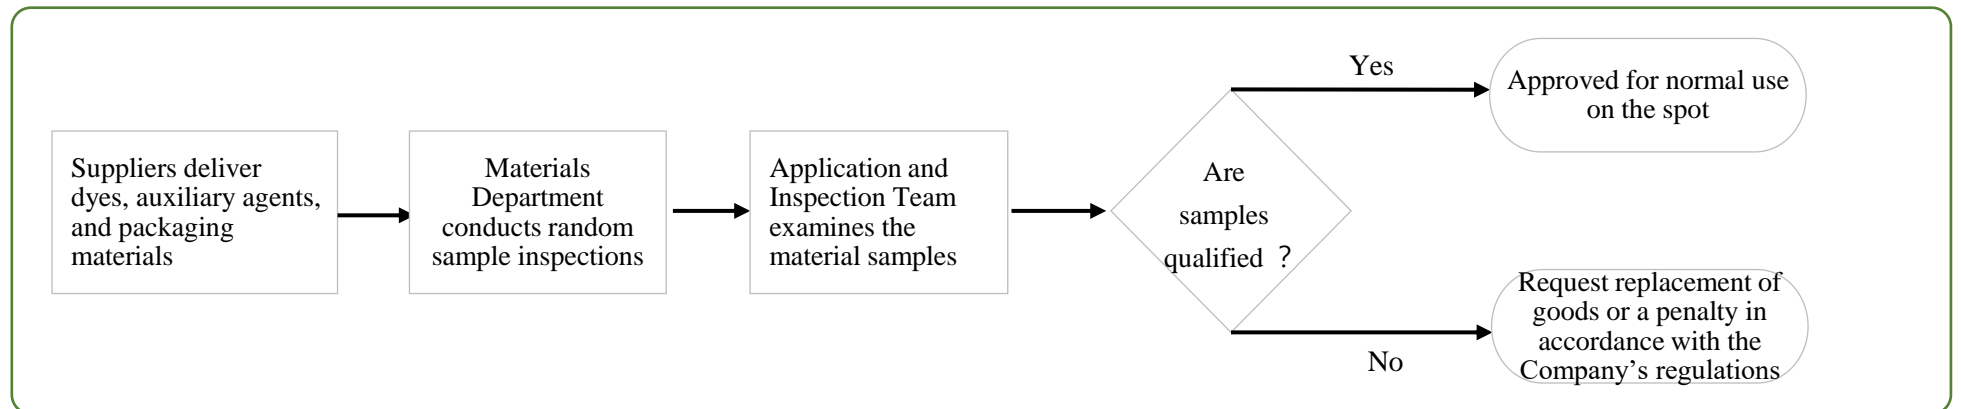 Suppliers deliver
dyes, auxiliary agents,
and packaging
materials
Materials
Department
conducts random
sample inspections
Application and
Inspection Team
examines the
material samples
Are
samples
qualified ？
Yes
Approved for normal use
on the spot
No
Request replacement of
goods or a penalty in
accordance with the
Company’s regulations